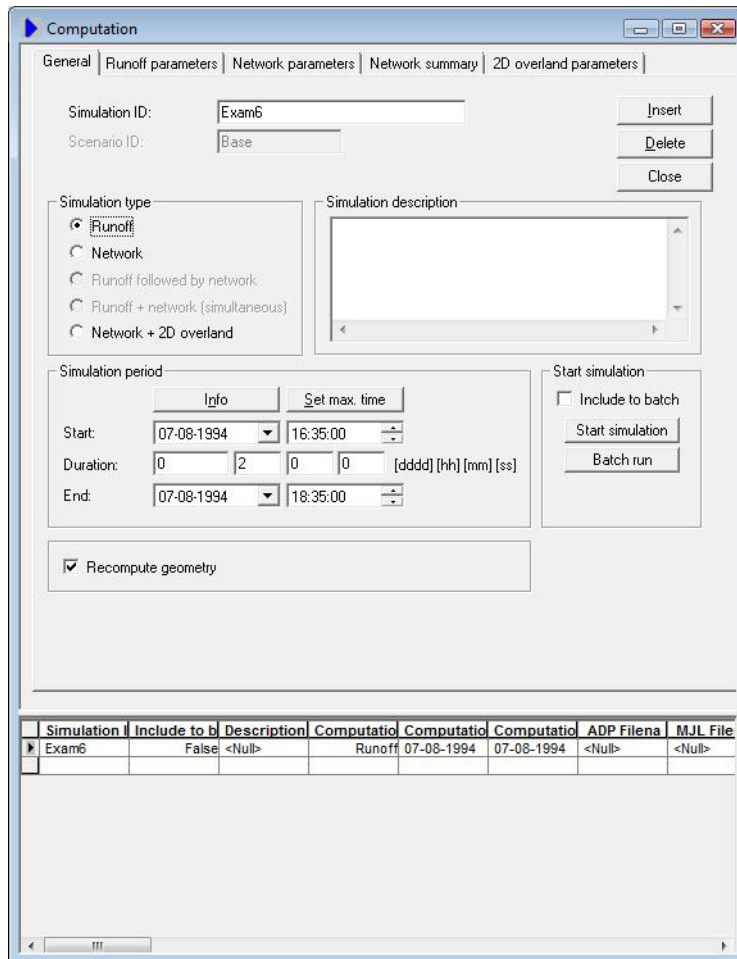 Computation
General Runoff parameters Network parameters Network summary 2D overland parameters
Simulation ID: Exam6 Insert
Scenario ID: Base Delete
Close
Simulation type Simulation description
Runoff
Network
Runoff followed by network
Runoff + network (simultaneous)
Network + 2D overland
Simulation period Start simulation
Info Set max. time Include to batch
Start: 07-08-1994 16:35:00 Start simulation
Duration: 0 2 0 0 [dddd] [hh] [mm] [ss] Batch run
End: 07-08-1994 18:35:00
Recompute geometry
Simulation I Include to b Description Computatio Computatio Computatio ADP Filena MJL File
Exam6 False <Null> Runoff 07-08-1994 07-08-1994 <Null> <Null>